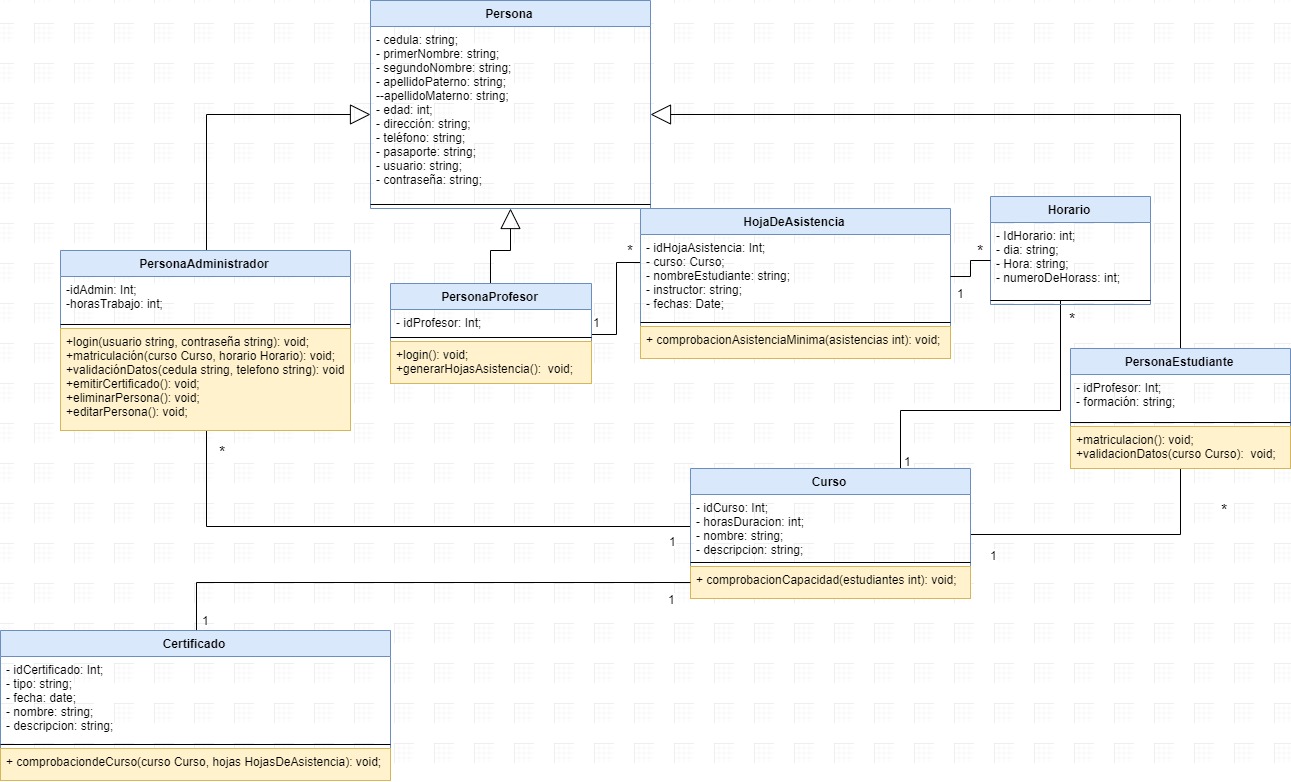 Persona
- cedula: string;
- primerNombre: string;
- segundoNombre: string;
- apellidoPaterno: string;
--apellidoMaterno: string;
- edad: int;
- dirección: string;
- teléfono: string;
- pasaporte: string;
- usuario: string;
- contraseña: string;
PersonaAdministrador
-idAdmin: Int;
-horasTrabajo: int;
+login(usuario string, contraseña string): void;
+matriculación(curso Curso, horario Horario): void;
+validaciónDatos(cedula string, telefono string): void
+emitirCertificado(): void;
+eliminarPersona(): void;
+editarPersona(): void;
*
PersonaProfesor
- idProfesor: Int;
+login(): void;
+generarHojasAsistencia():  void;
1
*
HojaDeAsistencia
- idHojaAsistencia: Int;
- curso: Curso;
- nombreEstudiante: string;
- instructor: string;
- fechas: Date;
+ comprobacionAsistenciaMinima(asistencias int): void;
1
*
Horario
- IdHorario: int;
- dia: string;
- Hora: string;
- numeroDeHorass: int;
*
PersonaEstudiante
- idProfesor: Int;
- formación: string;
+matriculacion(): void;
+validacionDatos(curso Curso):  void;
*
1
Curso
- idCurso: Int;
- horasDuracion: int;
- nombre: string;
- descripcion: string;
+ comprobacionCapacidad(estudiantes int): void;
1
1
1
1
Certificado
- idCertificado: Int;
- tipo: string;
- fecha: date;
- nombre: string;
- descripcion: string;
+ comprobaciondeCurso(curso Curso, hojas HojasDeAsistencia): void;